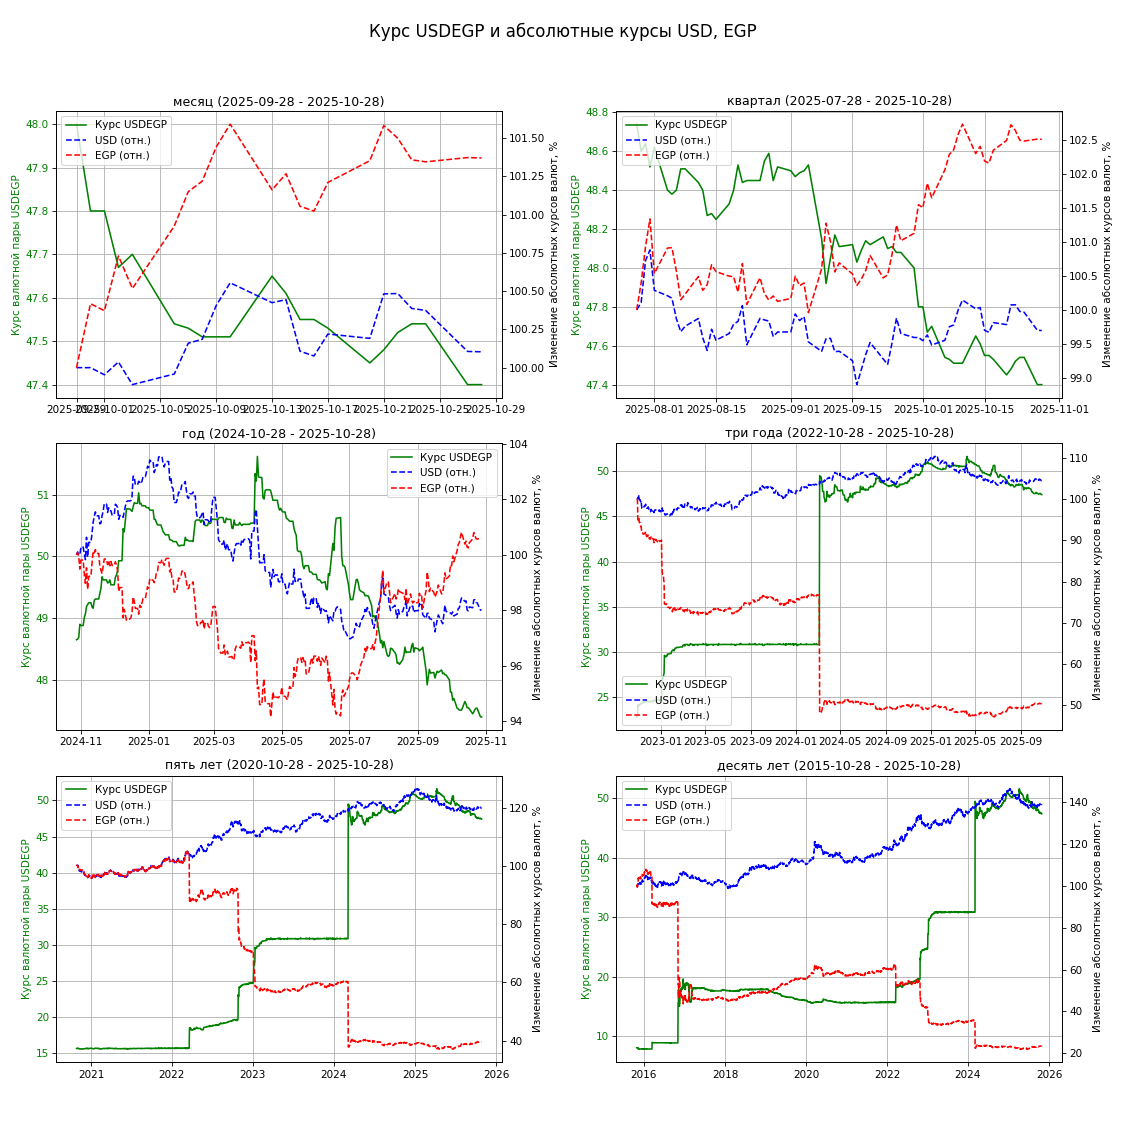 Курс USDEGP и абсолютные курсы USD, EGP
месяц (2025-09-28 - 2025-10-28)
Курс USDEGP
USD (отн.)
EGP (отн.)
Курс валютной пары USDEGP
48.0
47.9
47.8
47.7
47.6
47.5
47.4
101.50
101.25
101.00
100.75
100.50
100.25
100.00
Изменение абсолютных курсов валют, %
2025-10-01 2025-10-05 2025-10-09 2025-10-13 2025-10-17 2025-10-21 2025-10-25 2025-10-29
квартал (2025-07-28 - 2025-10-28)
Курс USDEGP
USD (отн.)
EGP (отн.)
Курс валютной пары USDEGP
48.8
48.6
48.4
48.2
48.0
47.8
47.6
47.4
102.5
102.0
101.5
101.0
100.5
100.0
99.5
99.0
Изменение абсолютных курсов валют, %
2025-08-01 2025-08-15 2025-09-01 2025-09-15 2025-10-01 2025-10-15 2025-11-01
год (2024-10-28 - 2025-10-28)
Курс USDEGP
USD (отн.)
EGP (отн.)
Курс валютной пары USDEGP
51
50
49
48
104
102
100
98
96
94
Изменение абсолютных курсов валют, %
2024-11 2025-01 2025-03 2025-05 2025-07 2025-09 2025-11
три года (2022-10-28 - 2025-10-28)
Курс USDEGP
USD (отн.)
EGP (отн.)
Курс валютной пары USDEGP
50
45
40
35
30
25
110
100
90
80
70
60
50
Изменение абсолютных курсов валют, %
2023-01 2023-05 2023-09 2024-01 2024-05 2024-09 2025-01 2025-05 2025-09
пять лет (2020-10-28 - 2025-10-28)
Курс USDEGP
USD (отн.)
EGP (отн.)
Курс валютной пары USDEGP
50
45
40
35
30
25
20
15
120
100
80
60
40
Изменение абсолютных курсов валют, %
2021 2022 2023 2024 2025 2026
десять лет (2015-10-28 - 2025-10-28)
Курс USDEGP
USD (отн.)
EGP (отн.)
Курс валютной пары USDEGP
50
40
30
20
10
140
120
100
80
60
40
20
Изменение абсолютных курсов валют, %
2016 2018 2020 2022 2024 2026